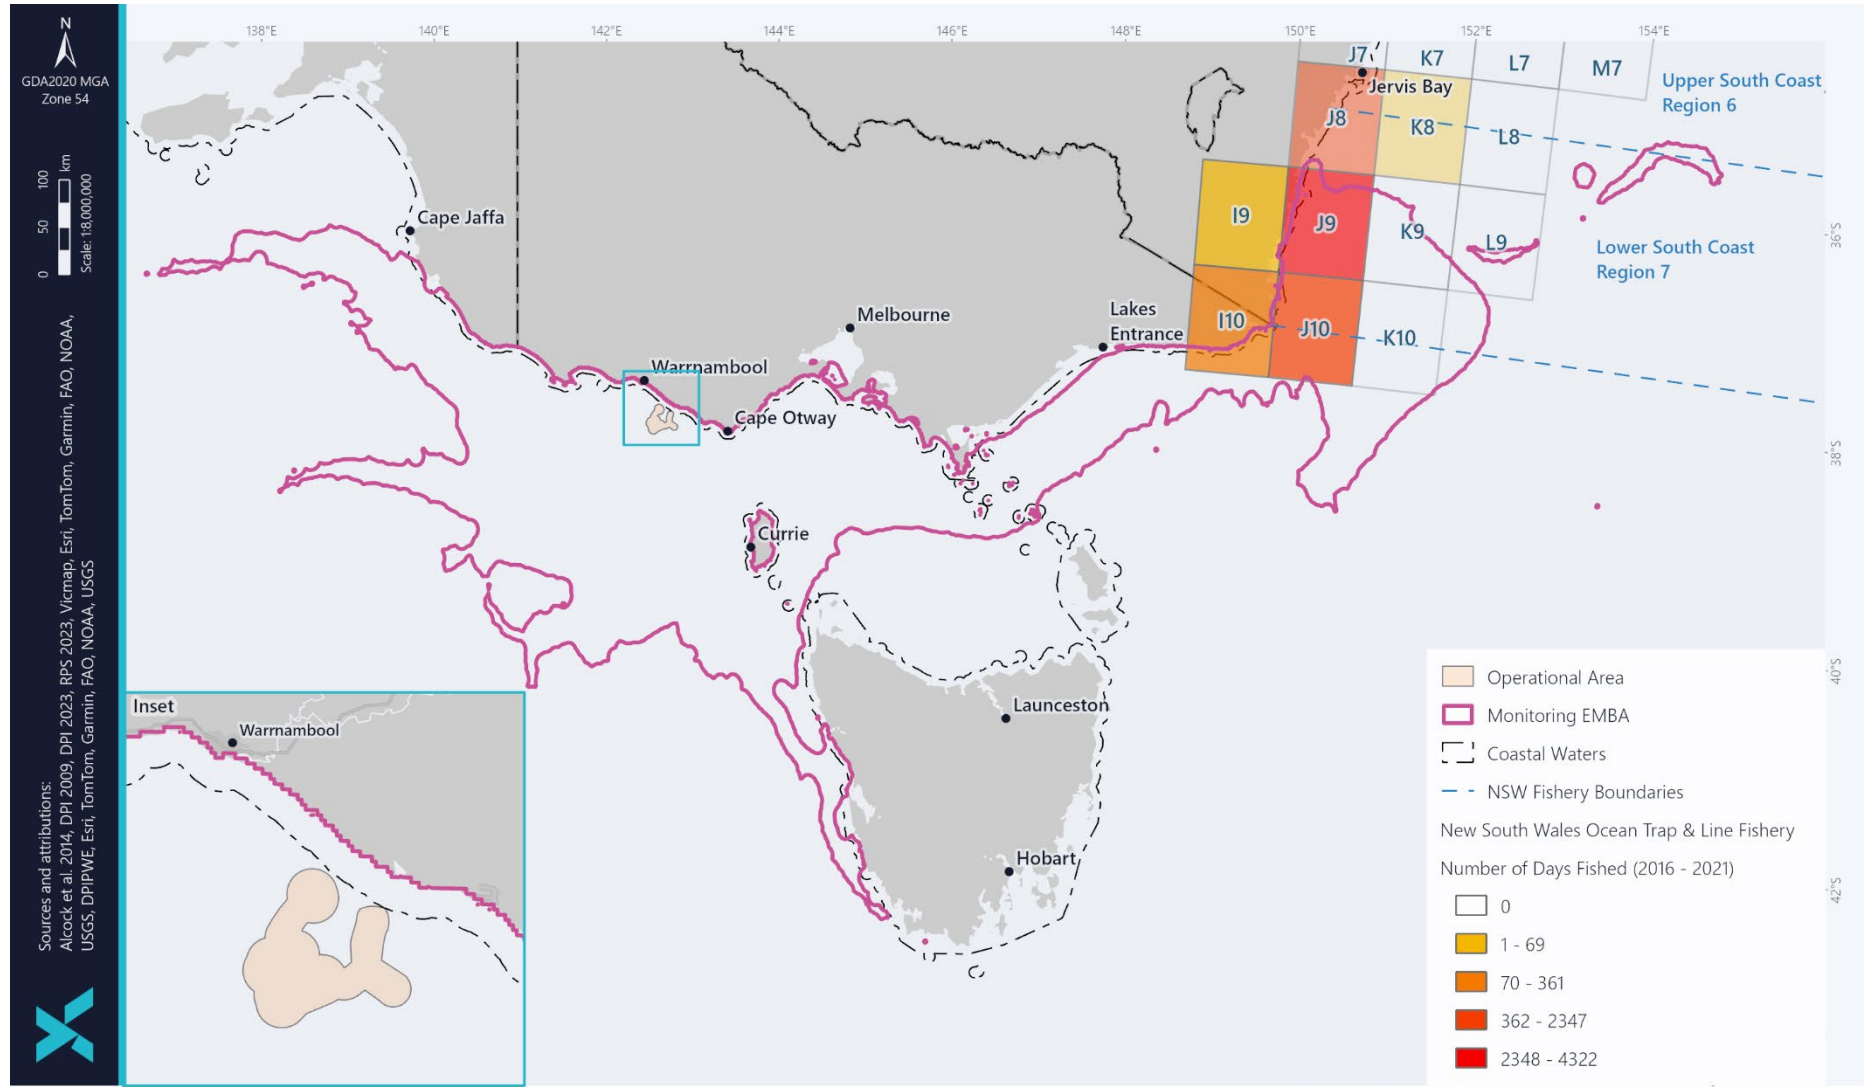 N
GDA2020 MGA
Zone 54
0 50 100
km
Scale: 1:8,000,000
Sources and attributions:
Alcock et al. 2014, DPI 2009, DPI 2023, RPS 2023, Vicmap, Esri, TomTom, Garmin, FAO, NOAA,
USGS, DPIPWE, Esri, TomTom, Garmin, FAO, NOAA, USGS
138°E
140°E
142°E
144°E
146°E
148°E
150°E
152°E
154°E
36°S
38°S
40°S
42°S
J7
K7
L7
M7
Jervis Bay
Upper South Coast
Region 6
J8
K8
L8
I9
J9
K9
L9
Lower South Coast
Region 7
I10
J10
K10
Cape Jaffa
Melbourne
Lakes
Entrance
Warrnambool
Cape Otway
Currie
Launceston
Hobart
Inset
Warrnambool
Operational Area
Monitoring EMBA
Coastal Waters
NSW Fishery Boundaries
New South Wales Ocean Trap & Line Fishery
Number of Days Fished (2016 - 2021)
0
1 - 69
70 - 361
362 - 2347
2348 - 4322